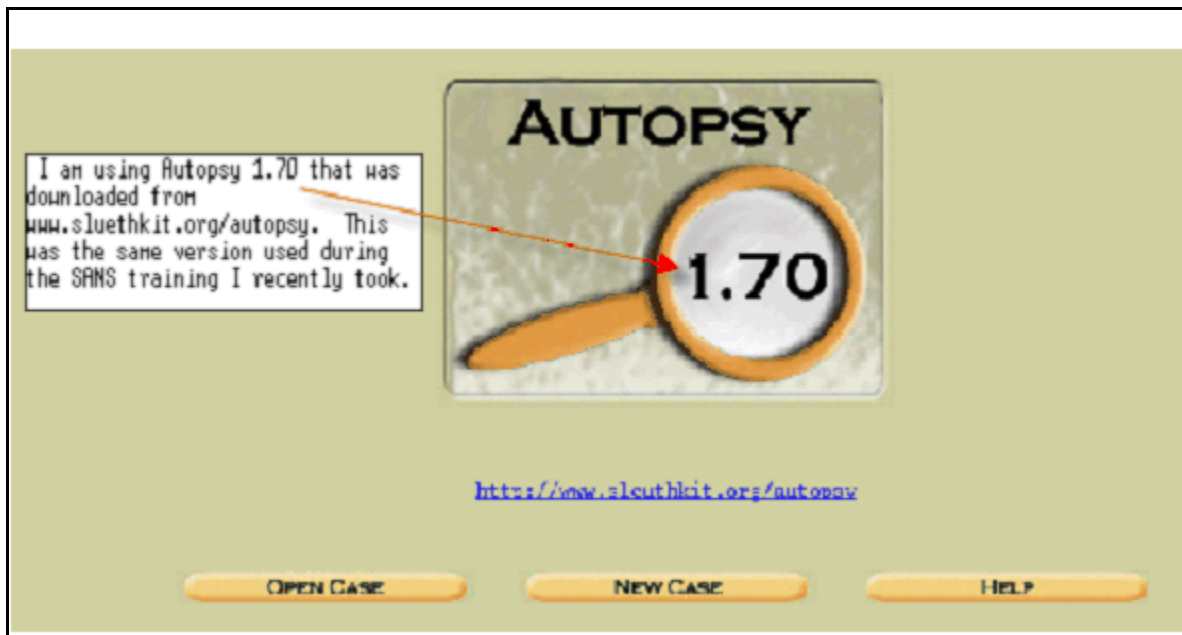 AUTOPSY
I am using Autopsy 1.70 that was
downloaded from
www.sluethkit.org/autopsy. This
was the same version used during
the SANS training I recently took.
1.70
http://www.sleuthkit.org/autopsy
OPEN CASE
NEW CASE
HELP